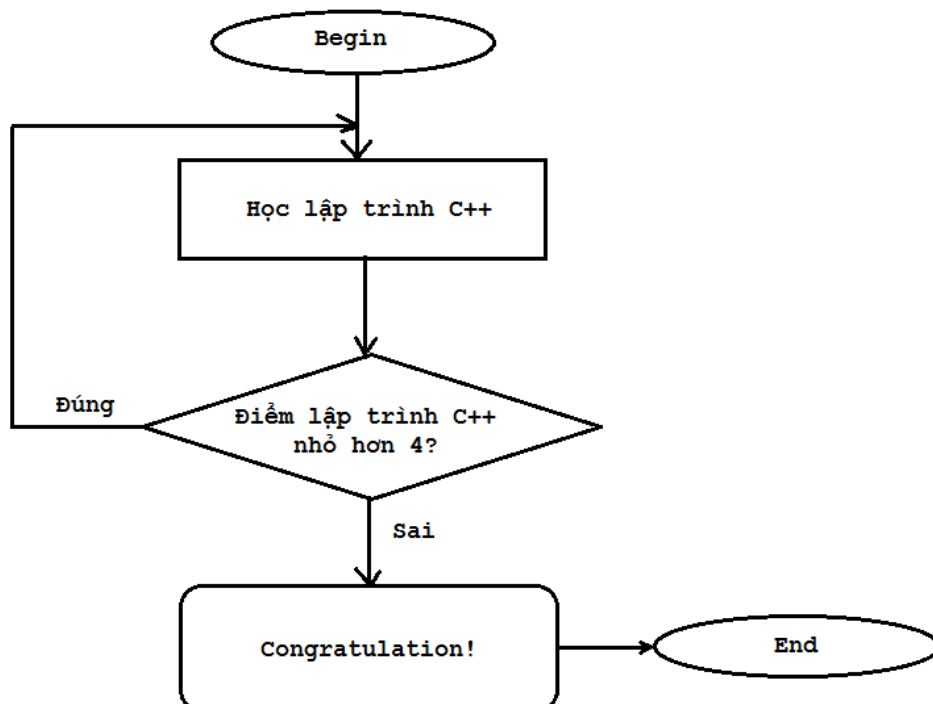 Begin
Học lập trình C++
Đúng
Điểm lập trình C++
nhỏ hơn 4?
Sai
Congratulation!
End